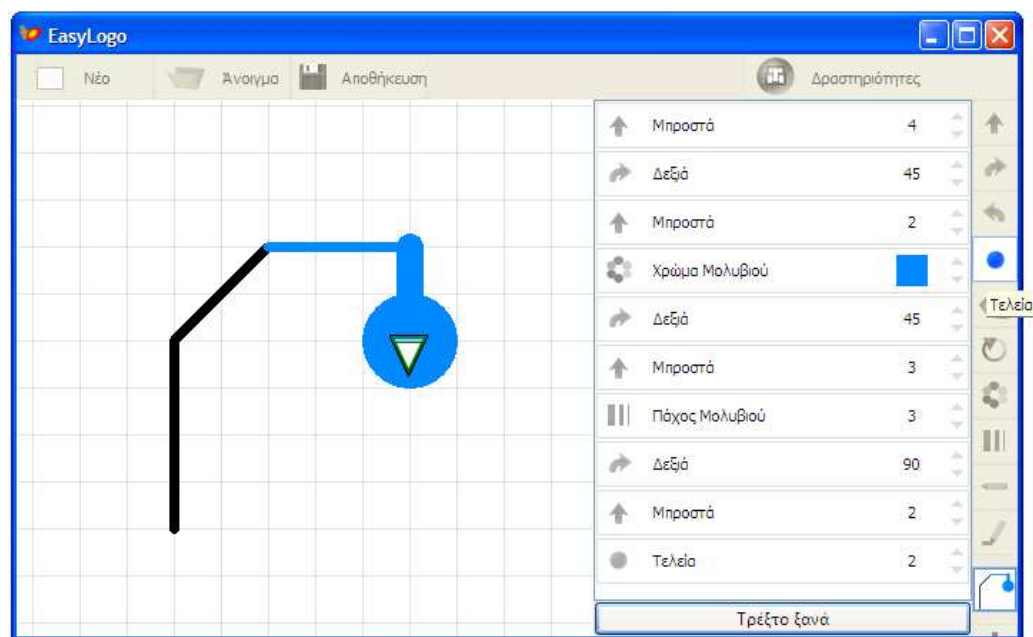 EasyLogo
Νέο Άνοιγμα Αποθήκευση Δραστηριότητες
Μπροστά 4
Δεξιά 45
Μπροστά 2
Χρώμα Μολυβιού
Τελεία
Δεξιά 45
Μπροστά 3
Πάχος Μολυβιού 3
Δεξιά 90
Μπροστά 2
Τελεία 2
Τρέξτο ξανά